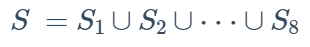 S = S₁ ∪ S₂ ∪ ⋯ ∪ S₈